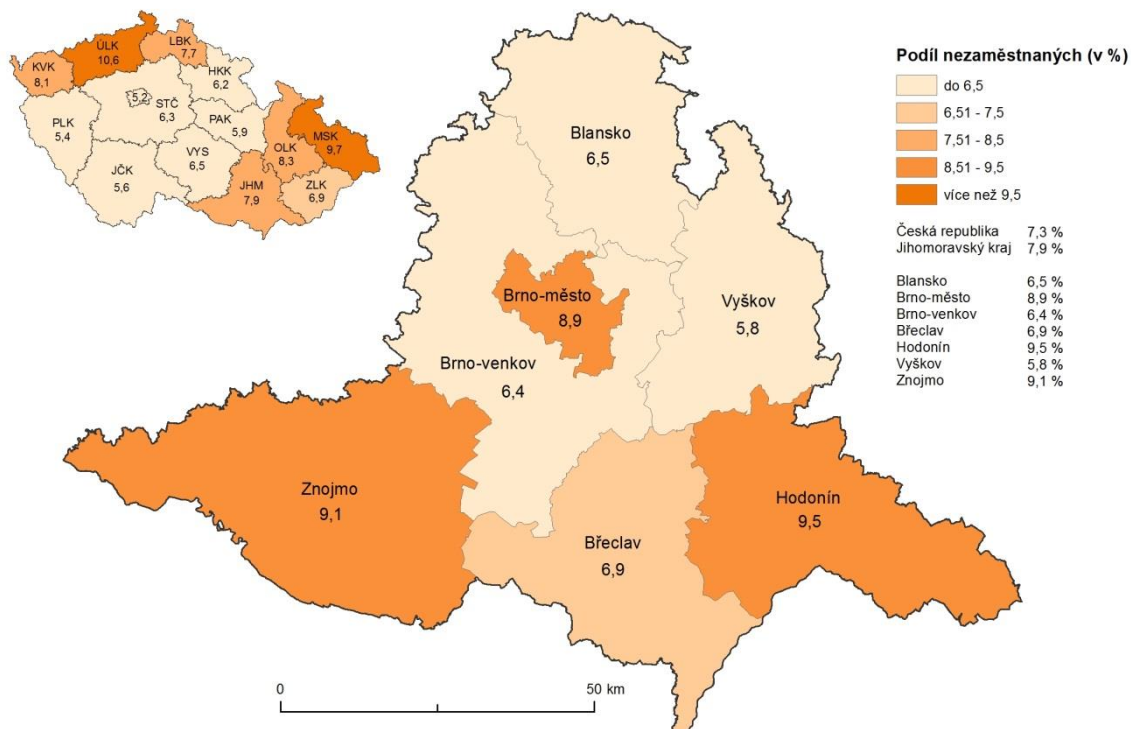 ÚLK
10,6
LBK
7,7
KVK
8,1
HKK
6,2
5,2
STČ
6,3
PAK
5,9
PLK
5,4
MSK
9,7
OLK
8,3
VYS
6,5
JČK
5,6
JHM
7,9
ZLK
6,9
Blansko
6,5
Brno-město
8,9
Vyškov
5,8
Brno-venkov
6,4
Znojmo
9,1
Hodonín
9,5
Břeclav
6,9
0 50 km
Podíl nezaměstnaných (v %)
do 6,5
6,51 - 7,5
7,51 - 8,5
8,51 - 9,5
více než 9,5
Česká republika 7,3 %
Jihomoravský kraj 7,9 %
Blansko 6,5 %
Brno-město 8,9 %
Brno-venkov 6,4 %
Břeclav 6,9 %
Hodonín 9,5 %
Vyškov 5,8 %
Znojmo 9,1 %